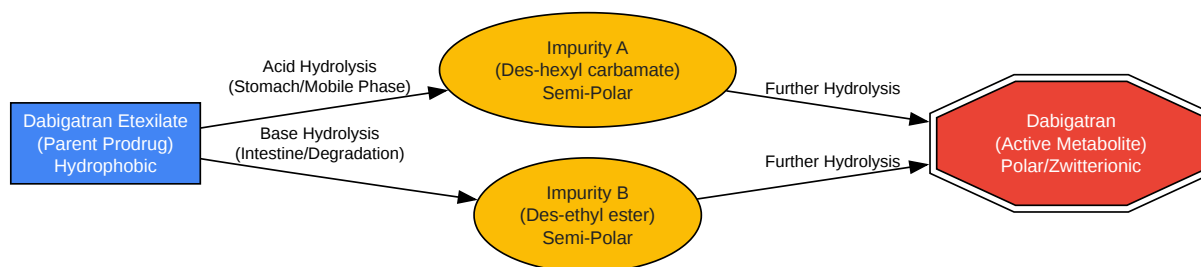 Dabigatran Etexilate
(Parent Prodrug)
Hydrophobic
Acid Hydrolysis
(Stomach/Mobile Phase)
Base Hydrolysis
(Intestine/Degradation)
Impurity A
(Des-hexyl carbamate)
Semi-Polar
Impurity B
(Des-ethyl ester)
Semi-Polar
Further Hydrolysis
Further Hydrolysis
Dabigatran
(Active Metabolite)
Polar/Zwitterionic